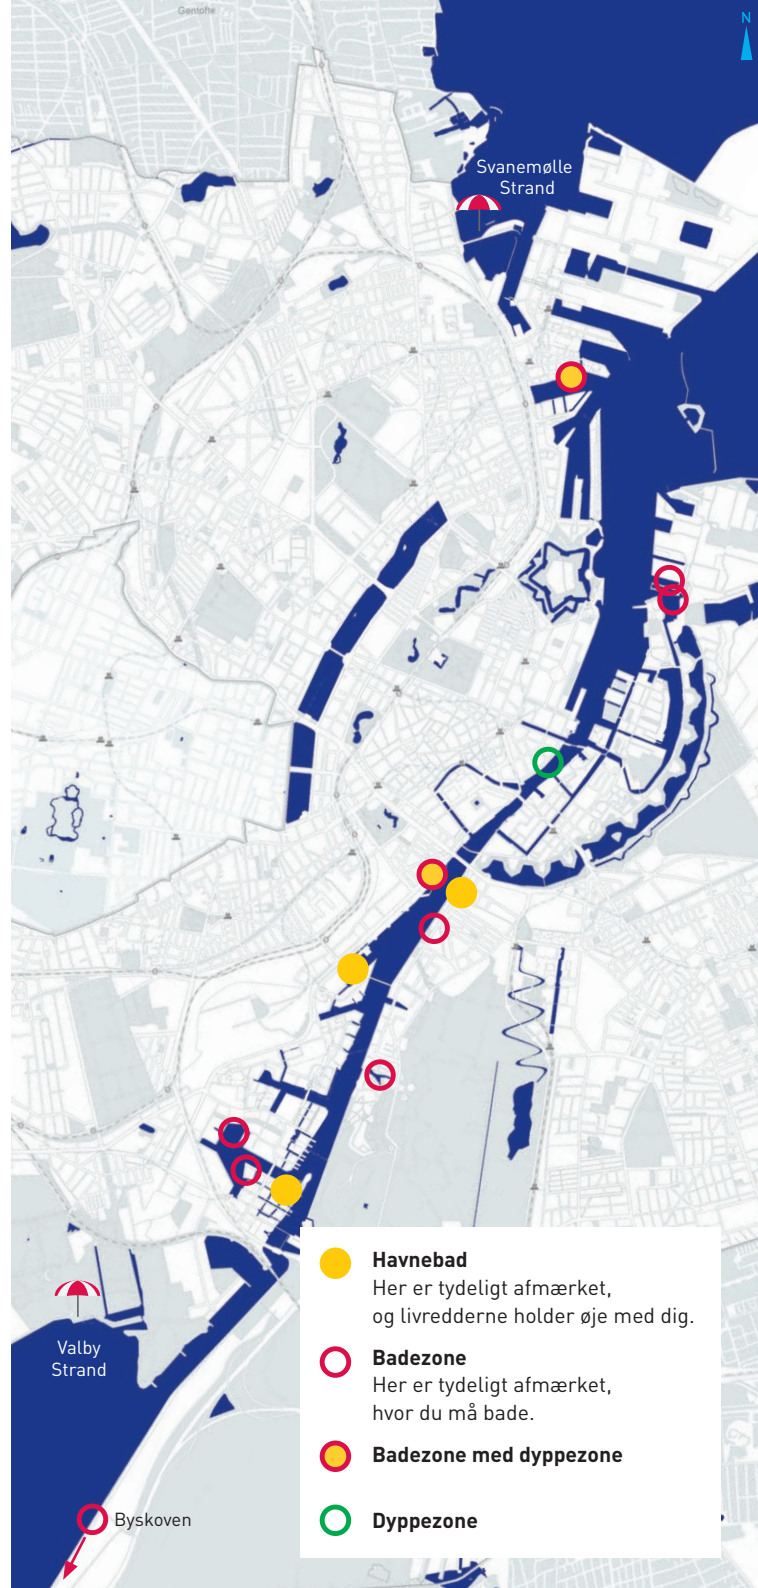 Gentofte
N
Svanemølle
Strand
Valby
Strand
Byskoven
Havnebad
Her er tydeligt afmærket,
og livredderne holder øje med dig.
Badezone
Her er tydeligt afmærket,
hvor du må bade.
Badezone med dyppezone
Dyppezone